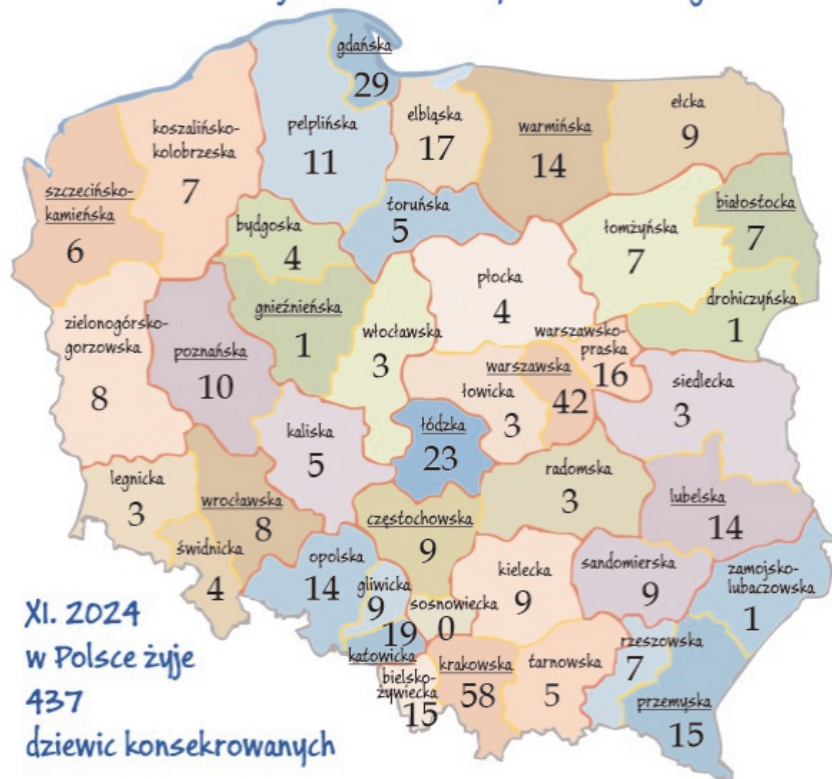 gdańska
29
koszalińsko-
kołobrzeska
7
pelplińska
11
elbląska
17
warmińska
14
ełcka
9
szczecińsko-
kamieńska
6
bydgoska
4
toruńska
5
łomżyńska
7
białostocka
7
zielonogórsko-
gorzowska
8
poznańska
10
gnieźnieńska
1
włocławska
3
płocka
4
drohiczyńska
1
warszawsko-
praska
16
warszawska
42
łowicka
3
siedlecka
3
kaliska
5
łódzka
23
radomska
3
lubelska
14
legnicka
3
wrocławska
8
świdnicka
4
częstochowska
9
opolska
14
gliwicka
9
sosnowiecka
0
kielecka
9
sandomierska
9
zamojsko-
lubaczowska
1
19
katowicka
bielsko-
żywiecka
15
krakowska
58
tarnowska
5
rzeszowska
7
przemyska
15
XI. 2024
w Polsce żyje
437
dziewic konsekrowanych